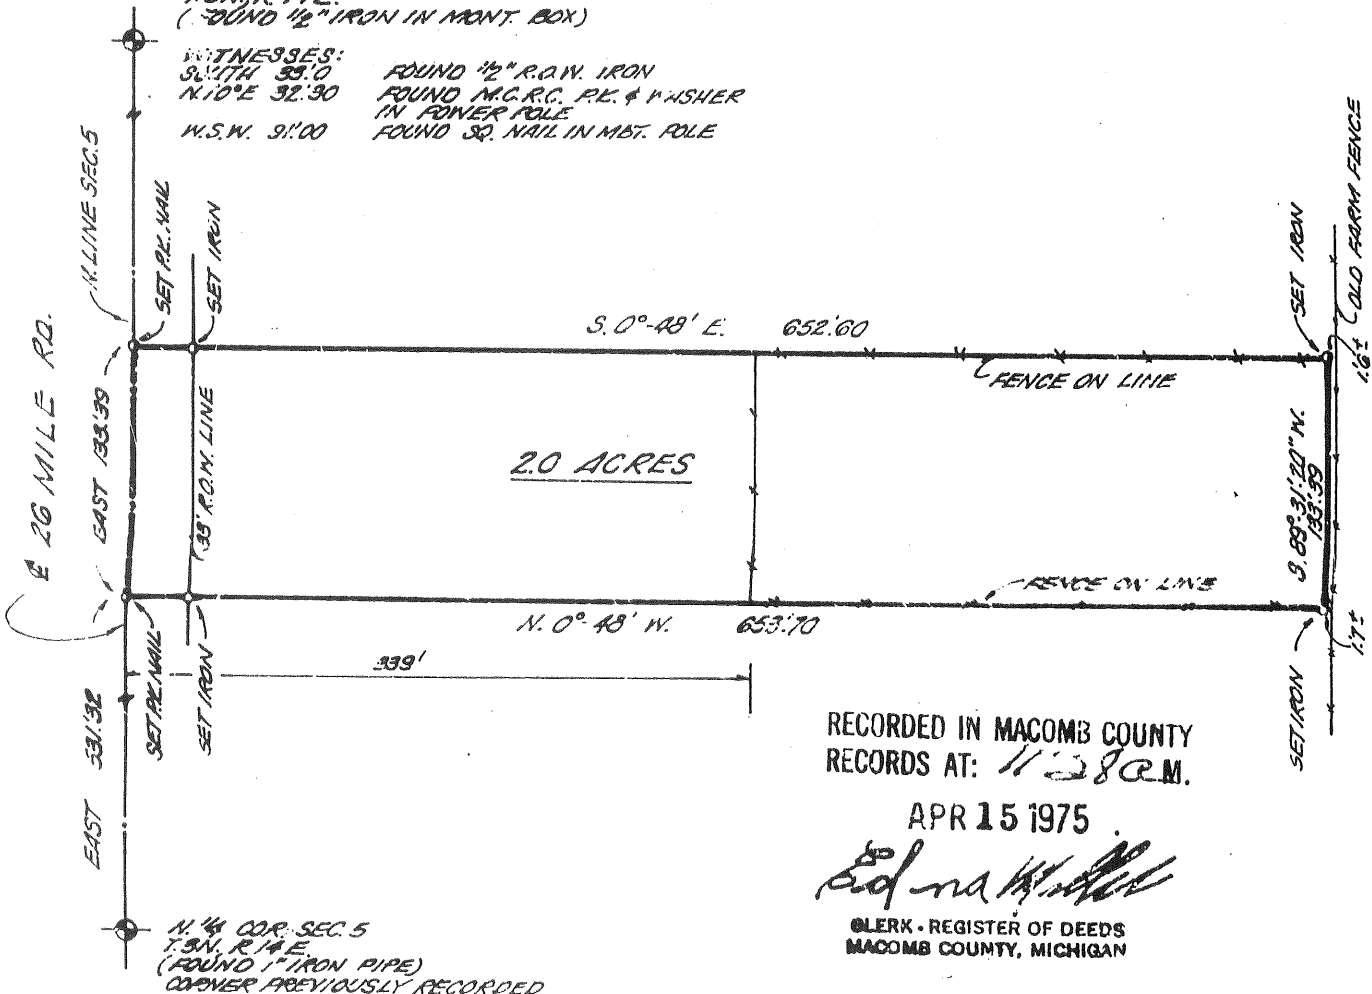 (FOUND 1/2" IRON IN MONT. BOX)
WITNESSES:
SOUTH 33.0 FOUND 1/2" R.O.W. IRON
N.10°E 32.30 FOUND M.C.R.C. P.K. & WASHER
IN POWER POLE
W.S.W. 91.00 FOUND SQ. NAIL IN MBT. POLE
N. LINE SEC. 5
SET P.K. NAIL
SET IRON
SET IRON
OLD FARM FENCE
1.6'±
S. 0°-48' E. 652.60
FENCE ON LINE
℄ 26 MILE RD.
EAST 133.39
33' R.O.W. LINE
2.0 ACRES
S. 89°-31'-20" W.
133.39
FENCE ON LINE
N. 0°-48' W. 653.70
1.7'±
339'
SET P.K. NAIL
SET IRON
SET IRON
EAST 331.32
RECORDED IN MACOMB COUNTY
RECORDS AT: 11:28 A.M.
APR 15 1975
Edna Miller
CLERK - REGISTER OF DEEDS
MACOMB COUNTY, MICHIGAN
N. 1/4 COR. SEC. 5
T.3N. R.14E.
(FOUND 1" IRON PIPE)
CORNER PREVIOUSLY RECORDED